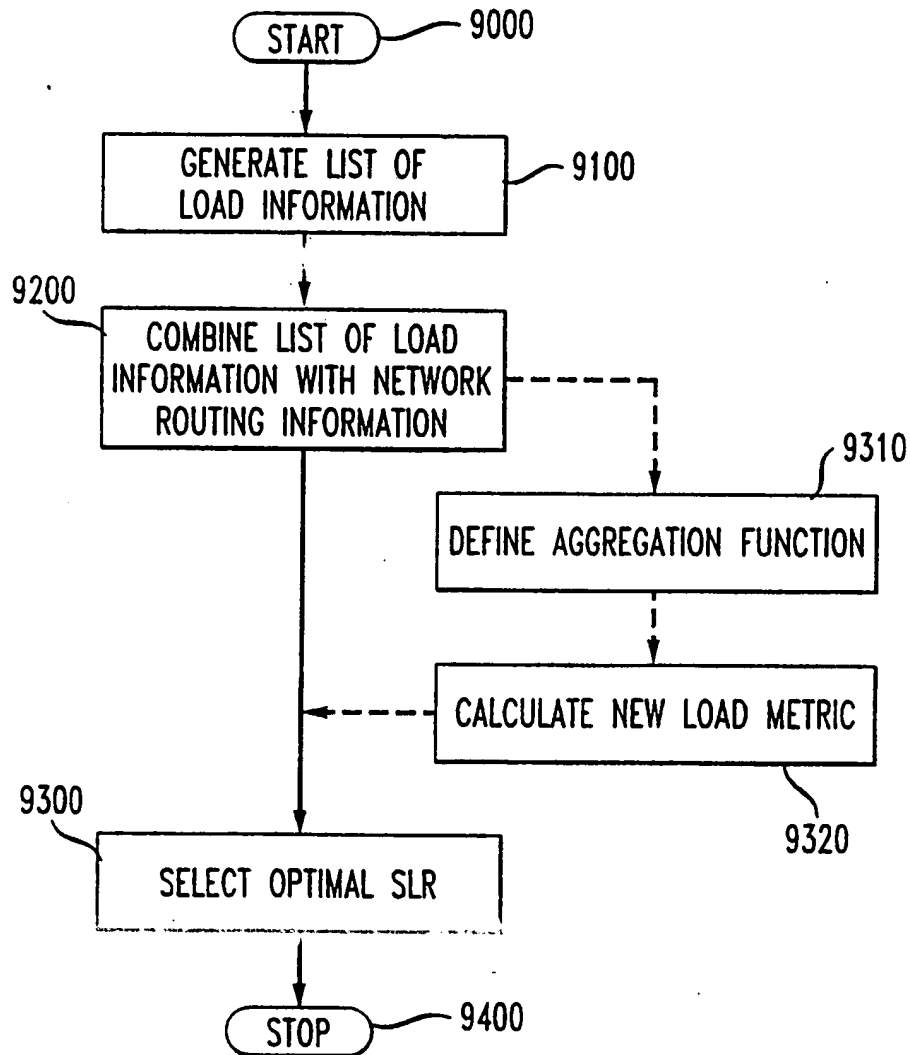 START
9000
GENERATE LIST OF
LOAD INFORMATION
9100
9200
COMBINE LIST OF LOAD
INFORMATION WITH NETWORK
ROUTING INFORMATION
9310
DEFINE AGGREGATION FUNCTION
CALCULATE NEW LOAD METRIC
9320
9300
SELECT OPTIMAL SLR
STOP
9400